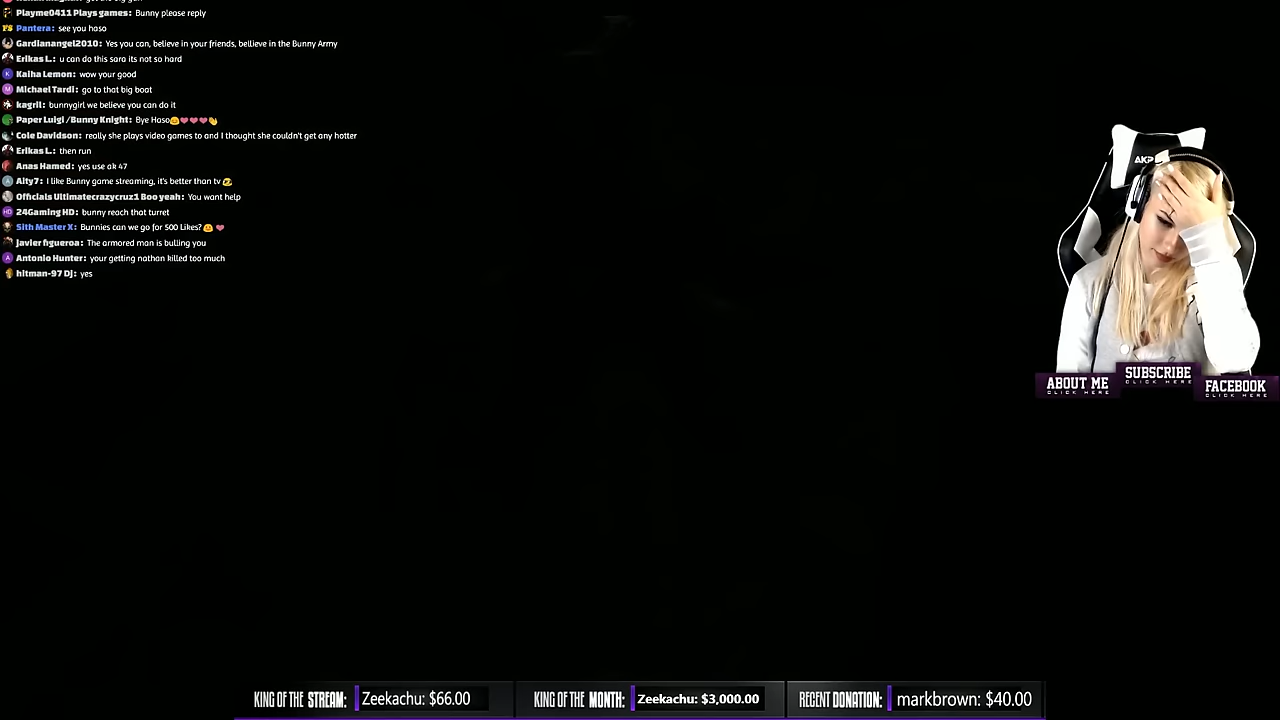 Playme0411 Plays games: Bunny please reply
Pantera: see you haso
Gardianangel2010: Yes you can, believe in your friends, bellieve in the Bunny Army
Erikas L.: u can do this sara its not so hard
Kaiha Lemon: wow your good
Michael Tardi: go to that big boat
kagrit: bunnygirl we believe you can do it
Paper Luigi /Bunny Knight: Bye Haso😊❤❤❤👋
Cole Davidson: really she plays video games to and I thought she couldn't get any hotter
Erikas L.: then run
Anas Hamed: yes use ak 47
Alty7: I like Bunny game streaming, it's better than tv
Officials Ultimatecrazycruz1 Boo yeah: You want help
24Gaming HD: bunny reach that turret
Sith Master X: Bunnies can we go for 500 Likes? 😊 ❤
Javier figueroa: The armored man is bulling you
Antonio Hunter: your getting nathan killed too much
hitman-97 Dj: yes
ABOUT ME
CLICK HERE
SUBSCRIBE
CLICK HERE
FACEBOOK
CLICK HERE
KING OF THE STREAM: Zeekachu: $66.00
KING OF THE MONTH: Zeekachu: $3,000.00
RECENT DONATION: markbrown: $40.00